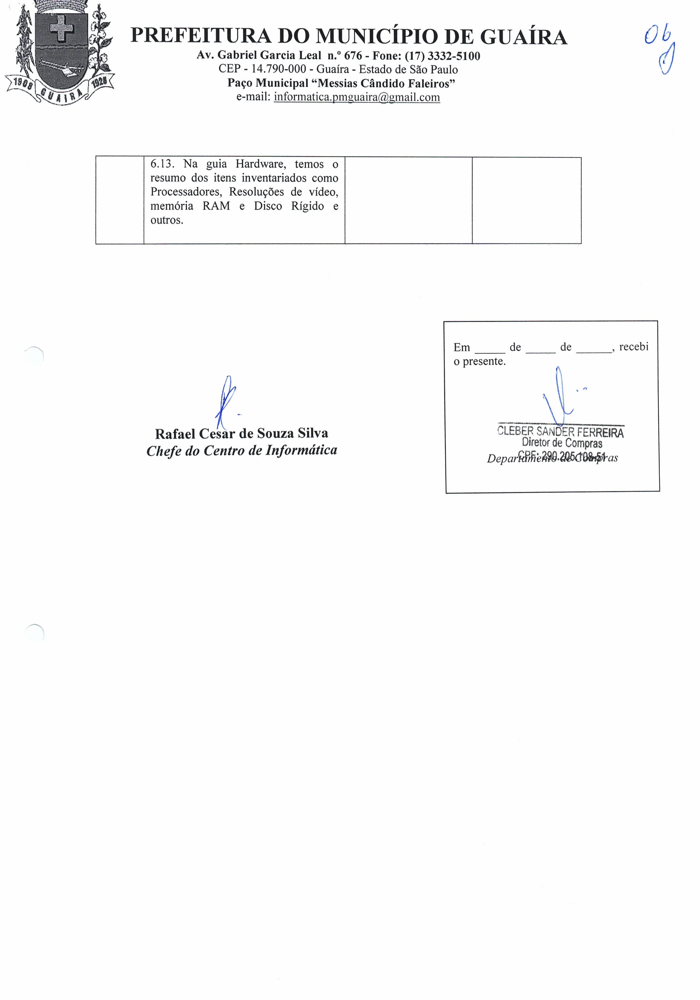 1908 GUAIRA 1928
PREFEITURA DO MUNICÍPIO DE GUAÍRA
Av. Gabriel Garcia Leal n.º 676 - Fone: (17) 3332-5100
CEP - 14.790-000 - Guaíra - Estado de São Paulo
Paço Municipal “Messias Cândido Faleiros”
e-mail: informatica.pmguaira@gmail.com
06
6.13. Na guia Hardware, temos o
resumo dos itens inventariados como
Processadores, Resoluções de vídeo,
memória RAM e Disco Rígido e
outros.
Em _____ de _____ de ______, recebi
o presente.
Rafael Cesar de Souza Silva
Chefe do Centro de Informática
CLEBER SANDER FERREIRA
Diretor de Compras
CPF: 290.205.108-51
Departamento de Compras